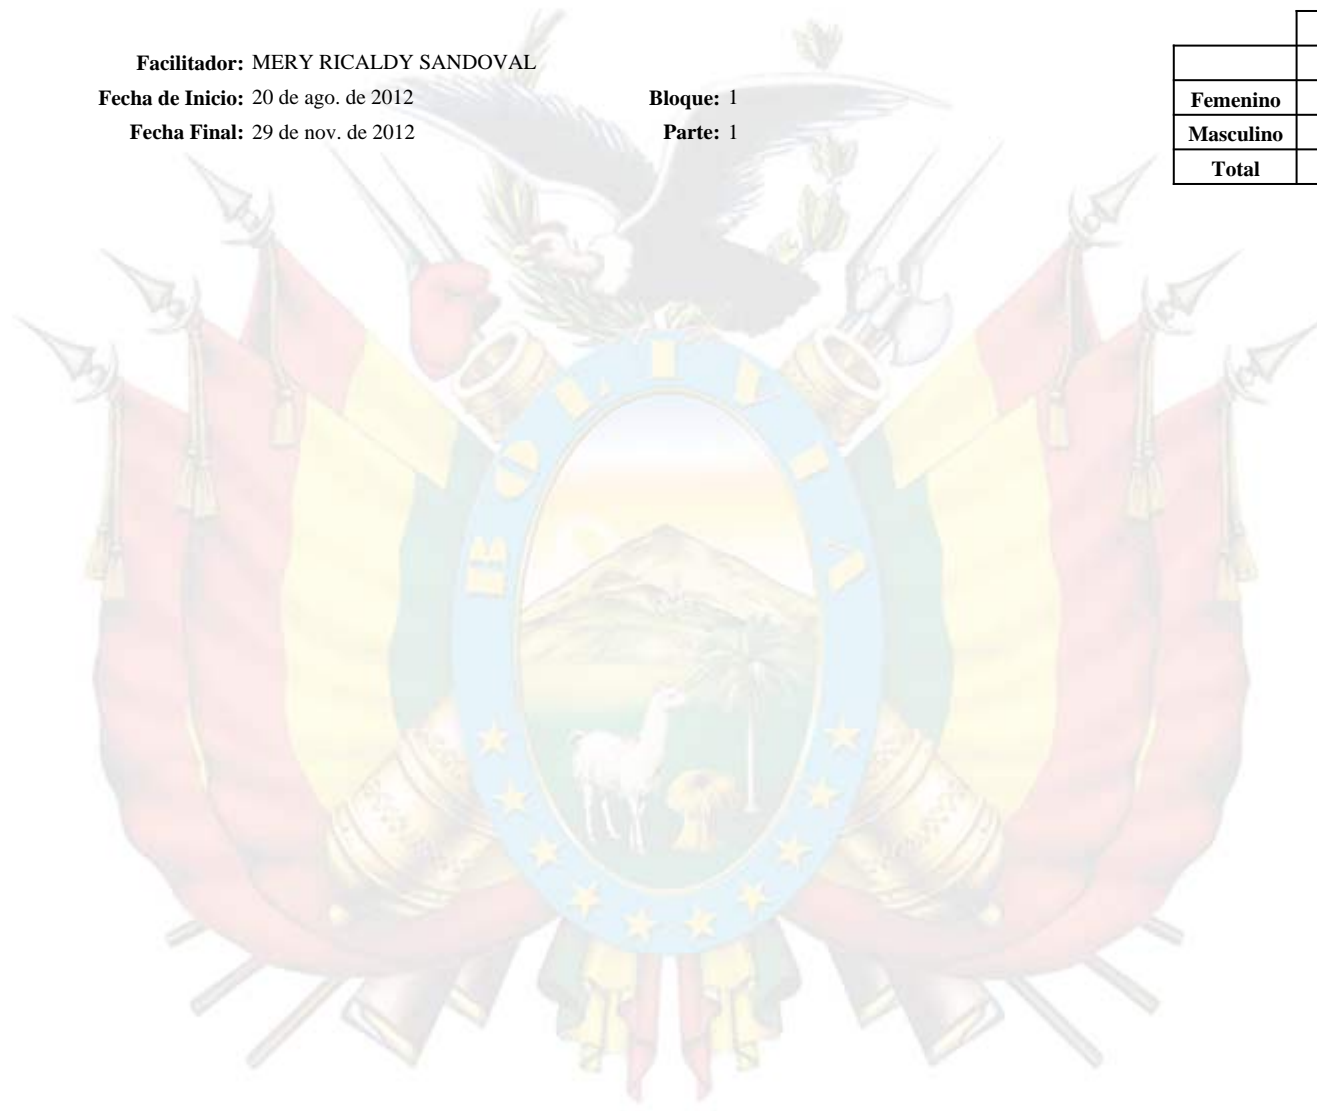 Facilitador: MERY RICALDY SANDOVAL
Fecha de Inicio: 20 de ago. de 2012 Bloque: 1
Fecha Final: 29 de nov. de 2012 Parte: 1
Femenino
Masculino
Total
BOLIVIA